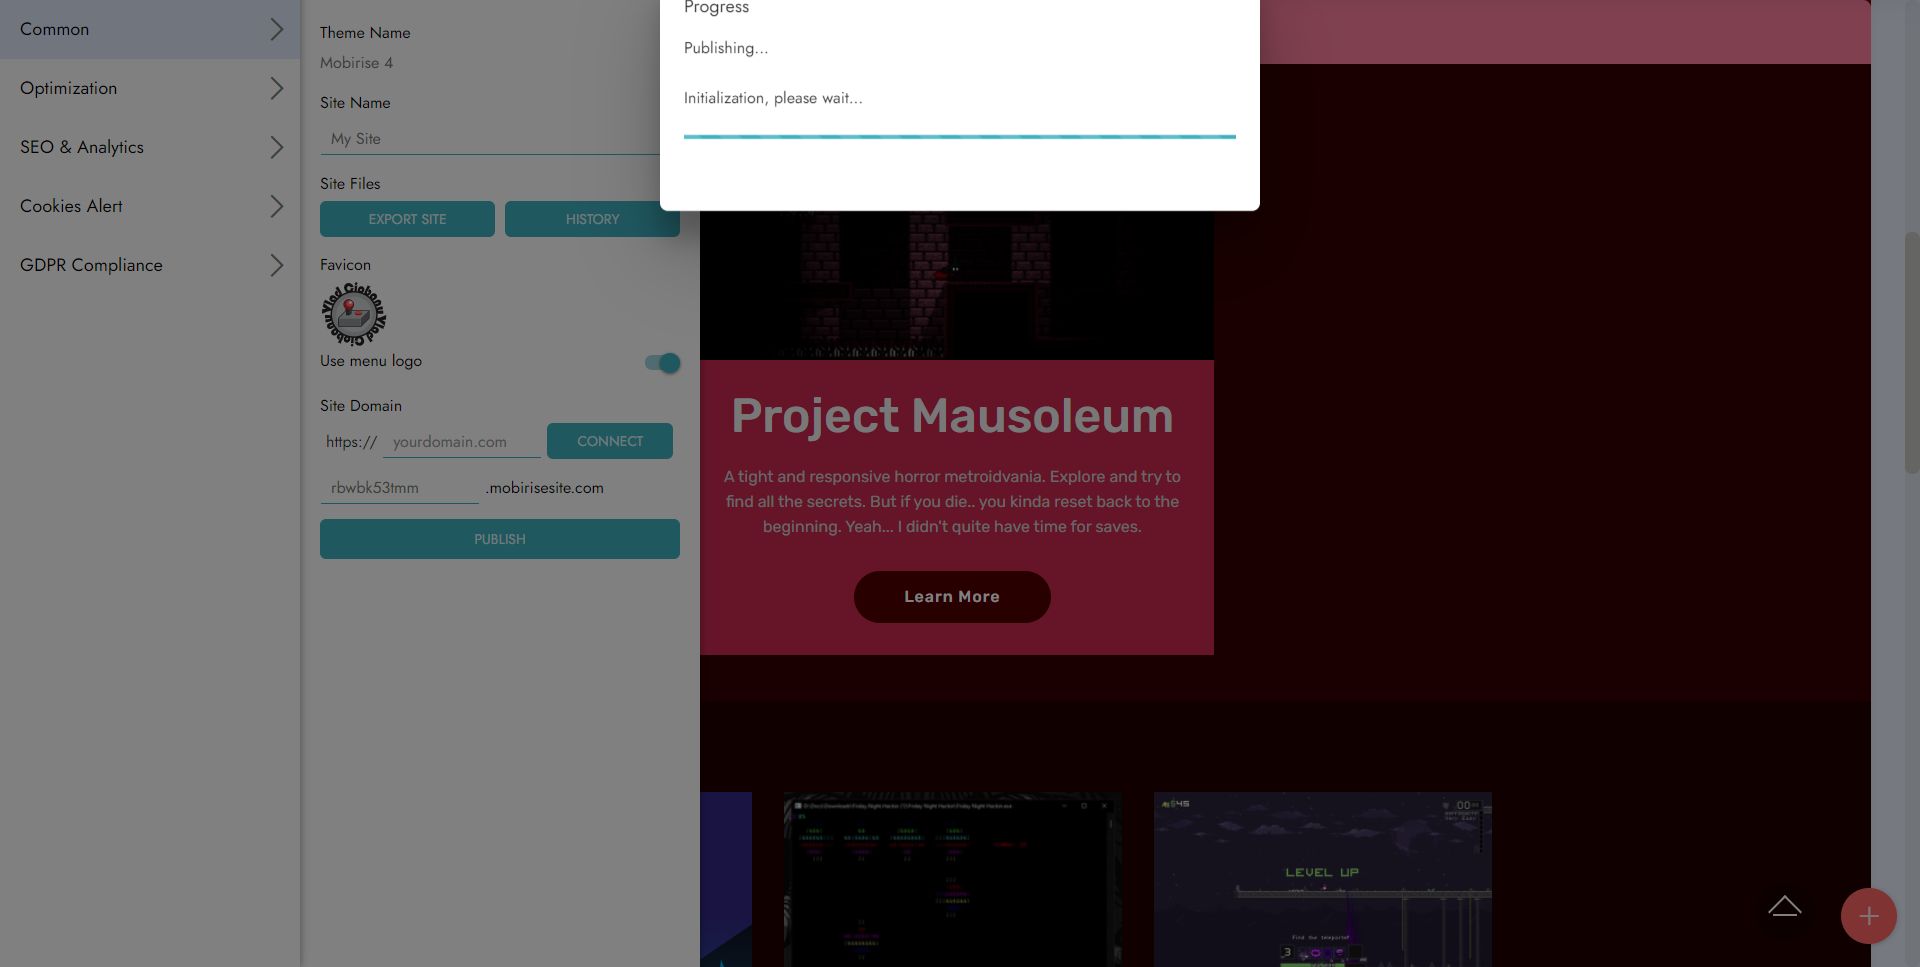 Common
Optimization
SEO & Analytics
Cookies Alert
GDPR Compliance
Theme Name
Mobirise 4
Site Name
My Site
Site Files
EXPORT SITE
HISTORY
Favicon
Vlad Ciobanu Vlad Ciobanu
Use menu logo
Site Domain
https://
yourdomain.com
CONNECT
rbwbk53tmm
.mobirisesite.com
PUBLISH
Progress
Publishing...
Initialization, please wait...
Project Mausoleum
A tight and responsive horror metroidvania. Explore and try to
find all the secrets. But if you die.. you kinda reset back to the
beginning. Yeah... I didn't quite have time for saves.
Learn More
LEVEL UP
Find the teleporter
3